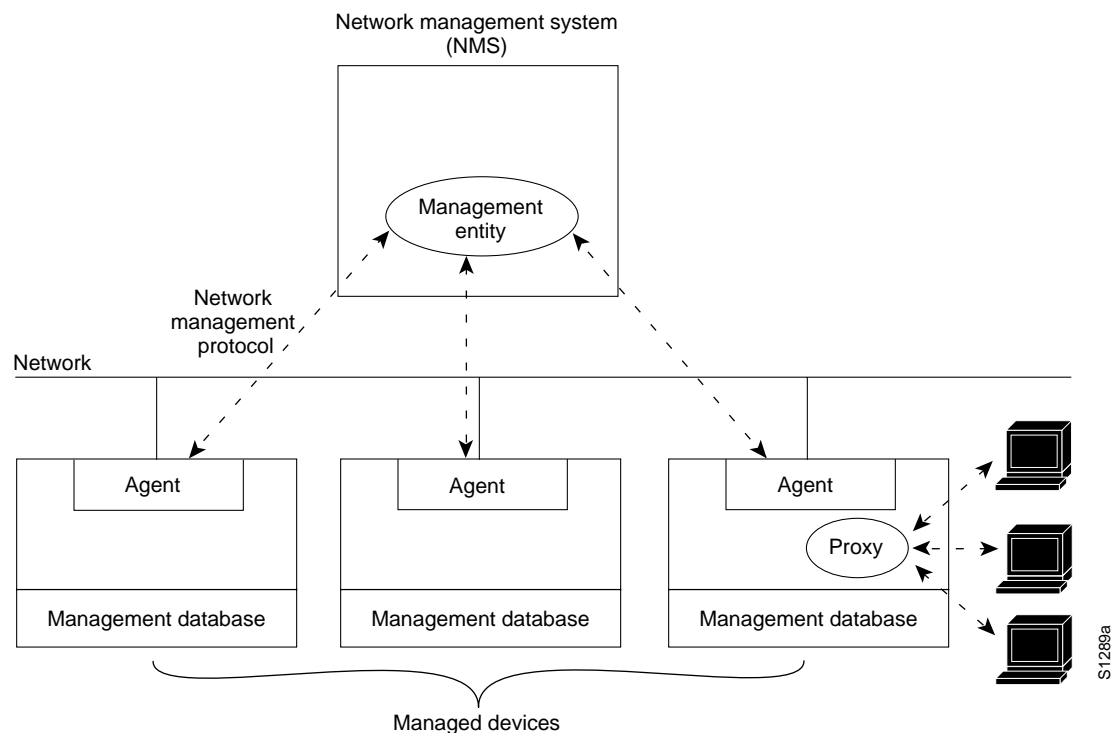 Network management system
(NMS)
Management
entity
Network
management
protocol
Network
Agent
Agent
Agent
Proxy
Management database
Management database
Management database
S1289a
Managed devices